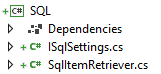 SQL
Dependencies
C# ISqlSettings.cs
C# SqlItemRetriever.cs